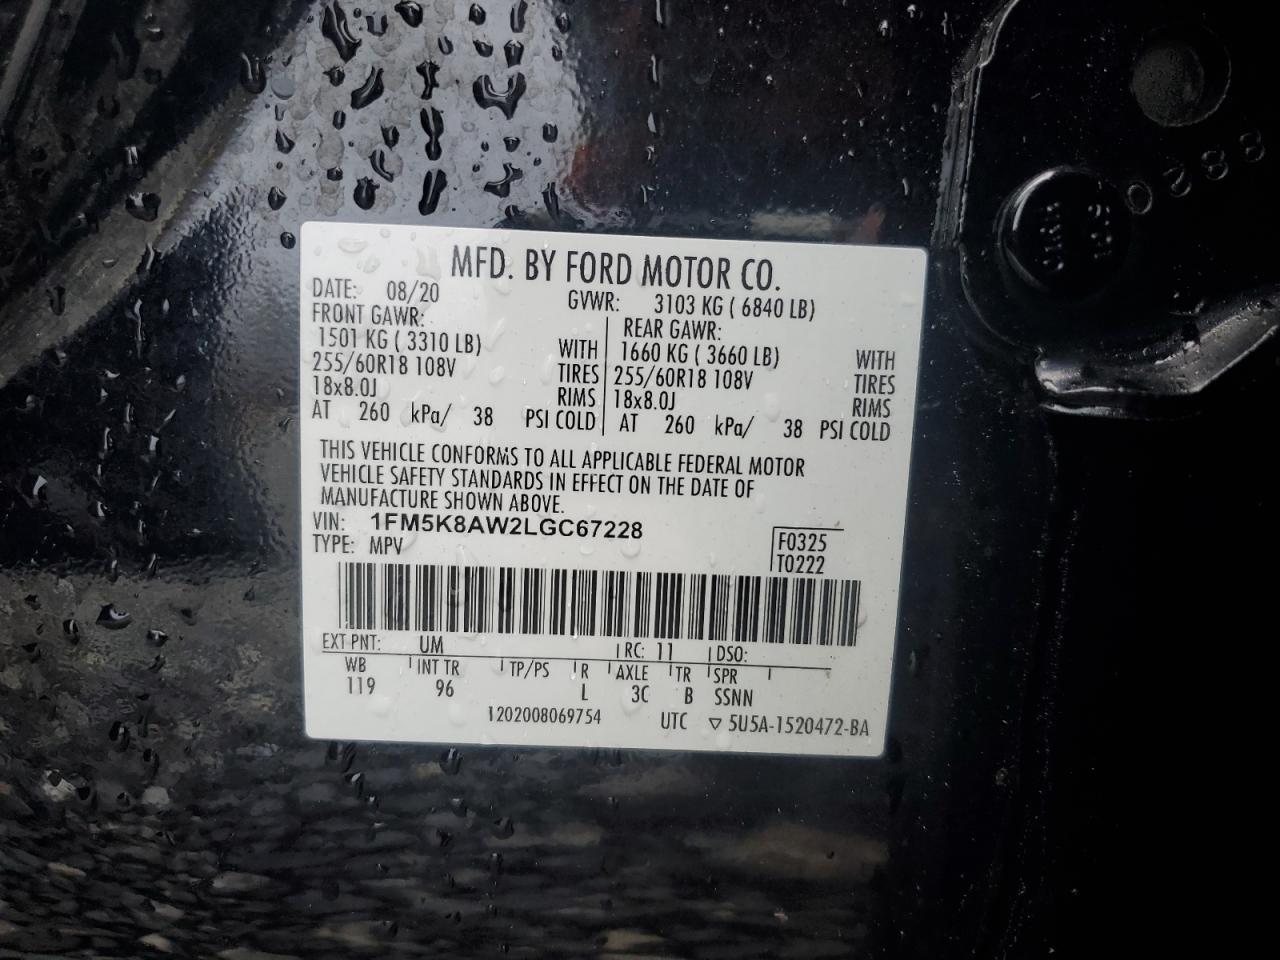 MFD. BY FORD MOTOR CO.
DATE: 08/20 GVWR: 3103 KG ( 6840 LB)
FRONT GAWR: REAR GAWR:
1501 KG ( 3310 LB) WITH 1660 KG ( 3660 LB) WITH
255/60R18 108V TIRES 255/60R18 108V TIRES
18x8.0J RIMS 18x8.0J RIMS
AT 260 kPa/ 38 PSI COLD AT 260 kPa/ 38 PSI COLD
THIS VEHICLE CONFORMS TO ALL APPLICABLE FEDERAL MOTOR
VEHICLE SAFETY STANDARDS IN EFFECT ON THE DATE OF
MANUFACTURE SHOWN ABOVE.
VIN: 1FM5K8AW2LGC67228
TYPE: MPV
F0325
T0222
EXT PNT: UM RC: 11 DSO:
WB INT TR TP/PS R AXLE TR SPR
119 96 L 3C B SSNN
1202008069754 UTC ▽ 5U5A-1520472-BA